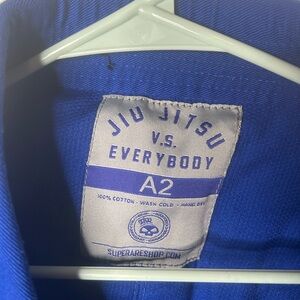 JIU JITSU
V.S.
EVERYBODY
A2
100% COTTON - WASH COLD - HANG DRY
SUPERARESHOP.COM